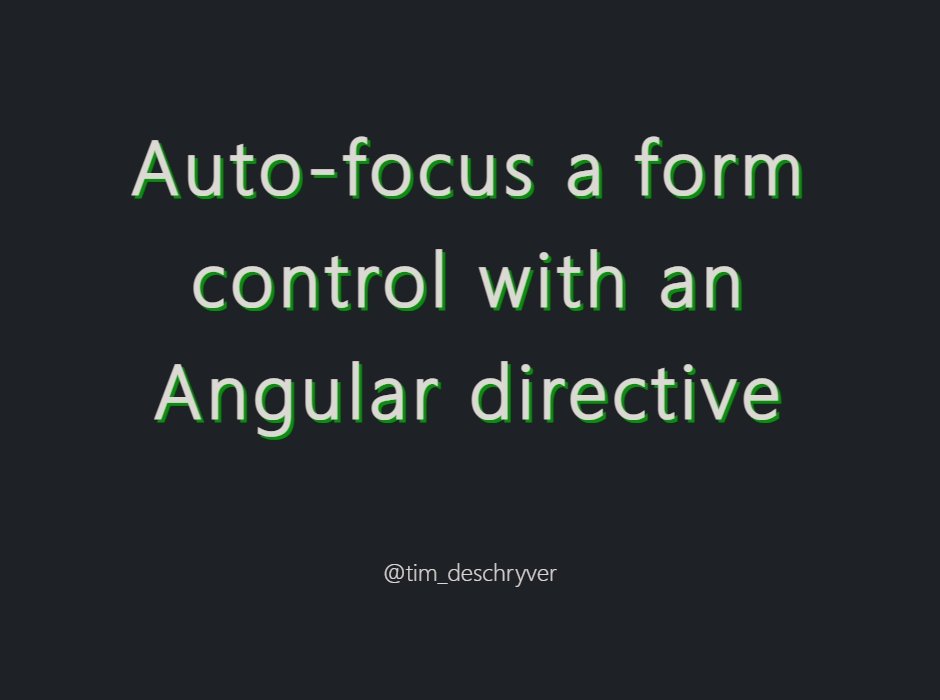 Auto-focus a form
control with an
Angular directive
@tim_deschryver